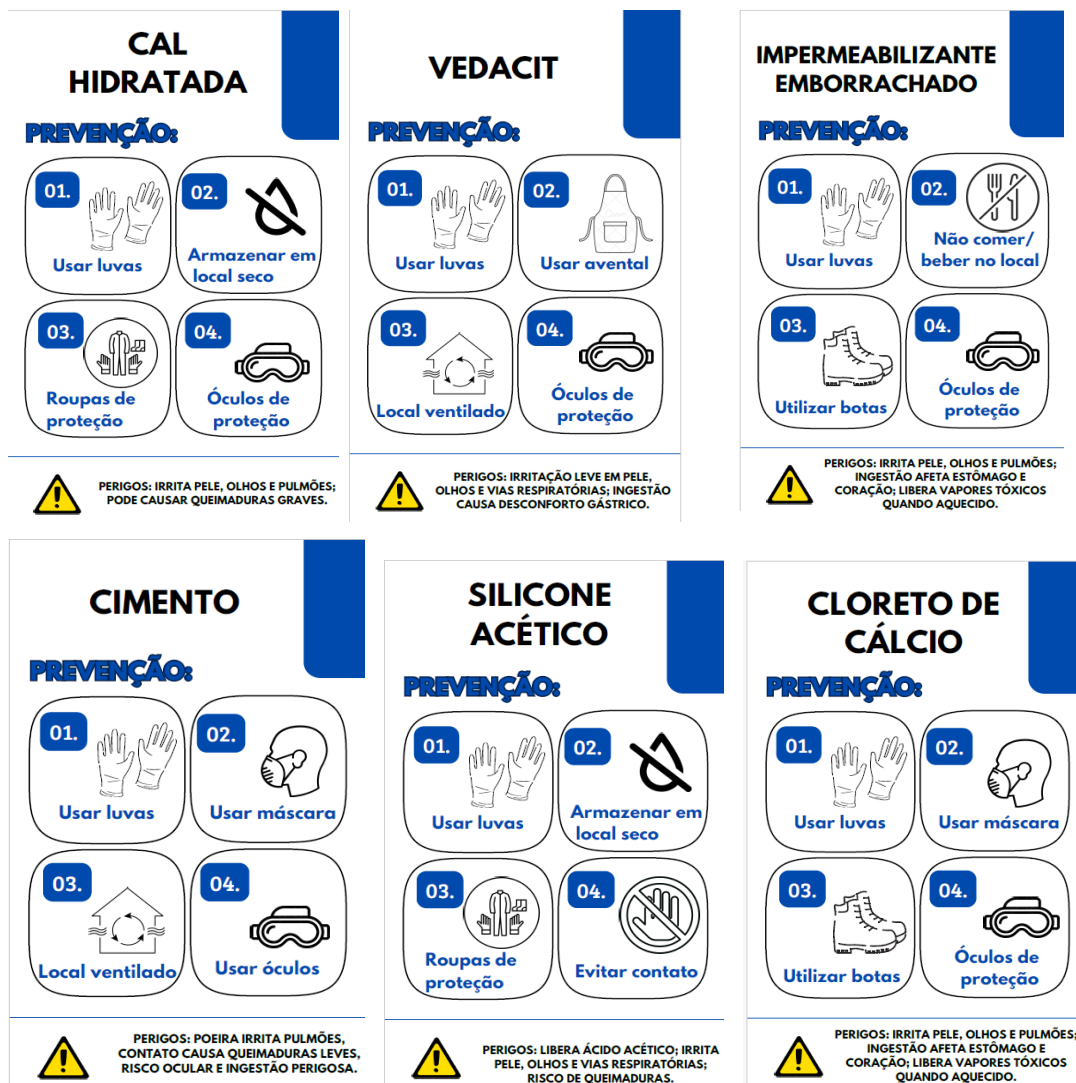 CAL
HIDRATADA
PREVENÇÃO:
01.
Usar luvas
02.
Armazenar em
local seco
03.
Roupas de
proteção
04.
Óculos de
proteção
PERIGOS: IRRITA PELE, OLHOS E PULMÕES;
PODE CAUSAR QUEIMADURAS GRAVES.
VEDACIT
PREVENÇÃO:
01.
Usar luvas
02.
Usar avental
03.
Local ventilado
04.
Óculos de
proteção
PERIGOS: IRRITAÇÃO LEVE EM PELE,
OLHOS E VIAS RESPIRATÓRIAS; INGESTÃO
CAUSA DESCONFORTO GÁSTRICO.
IMPERMEABILIZANTE
EMBORRACHADO
PREVENÇÃO:
01.
Usar luvas
02.
Não comer/
beber no local
03.
Utilizar botas
04.
Óculos de
proteção
PERIGOS: IRRITA PELE, OLHOS E PULMÕES;
INGESTÃO AFETA ESTÔMAGO E
CORAÇÃO; LIBERA VAPORES TÓXICOS
QUANDO AQUECIDO.
CIMENTO
PREVENÇÃO:
01.
Usar luvas
02.
Usar máscara
03.
Local ventilado
04.
Usar óculos
PERIGOS: POEIRA IRRITA PULMÕES,
CONTATO CAUSA QUEIMADURAS LEVES,
RISCO OCULAR E INGESTÃO PERIGOSA.
SILICONE
ACÉTICO
PREVENÇÃO:
01.
Usar luvas
02.
Armazenar em
local seco
03.
Roupas de
proteção
04.
Evitar contato
PERIGOS: LIBERA ÁCIDO ACÉTICO; IRRITA
PELE, OLHOS E VIAS RESPIRATÓRIAS;
RISCO DE QUEIMADURAS.
CLORETO DE
CÁLCIO
PREVENÇÃO:
01.
Usar luvas
02.
Usar máscara
03.
Utilizar botas
04.
Óculos de
proteção
PERIGOS: IRRITA PELE, OLHOS E PULMÕES;
INGESTÃO AFETA ESTÔMAGO E
CORAÇÃO; LIBERA VAPORES TÓXICOS
QUANDO AQUECIDO.